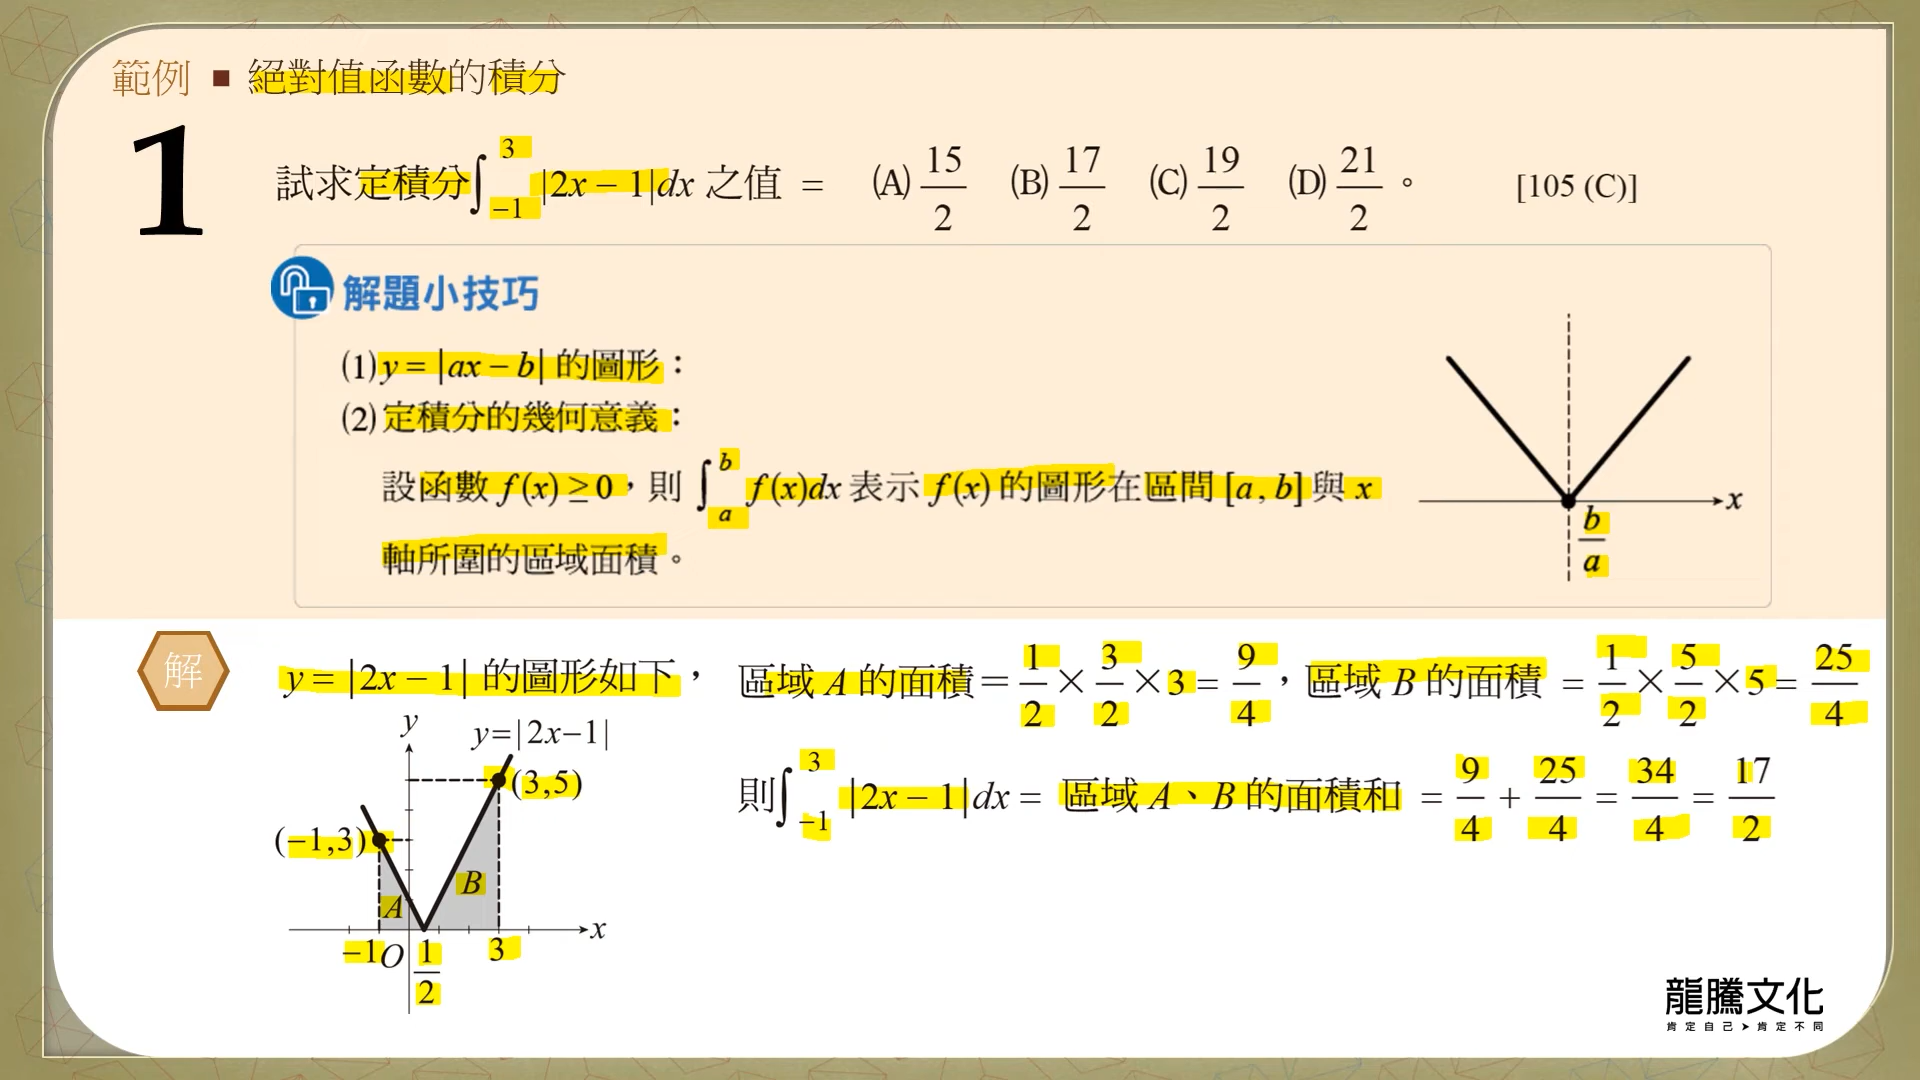 範例 ■ 絕對值函數的積分
1
試求定積分∫_{-1}^{3} |2x − 1|dx 之值 = (A) 15/2 (B) 17/2 (C) 19/2 (D) 21/2 。 [105 (C)]
解題小技巧
(1) y = |ax − b| 的圖形：
(2) 定積分的幾何意義：
設函數 f(x) ≥ 0，則 ∫_{a}^{b} f(x)dx 表示 f(x) 的圖形在區間 [a , b] 與 x
軸所圍的區域面積。
x
b/a
解
y = |2x − 1| 的圖形如下， 區域 A 的面積 = 1/2 × 3/2 × 3 = 9/4，區域 B 的面積 = 1/2 × 5/2 × 5 = 25/4
則∫_{-1}^{3} |2x − 1|dx = 區域 A、B 的面積和 = 9/4 + 25/4 = 34/4 = 17/2
y
y=|2x−1|
(3,5)
(−1,3)
B
A
x
−1 O 1/2 3
龍騰文化
肯定自己➤肯定不同